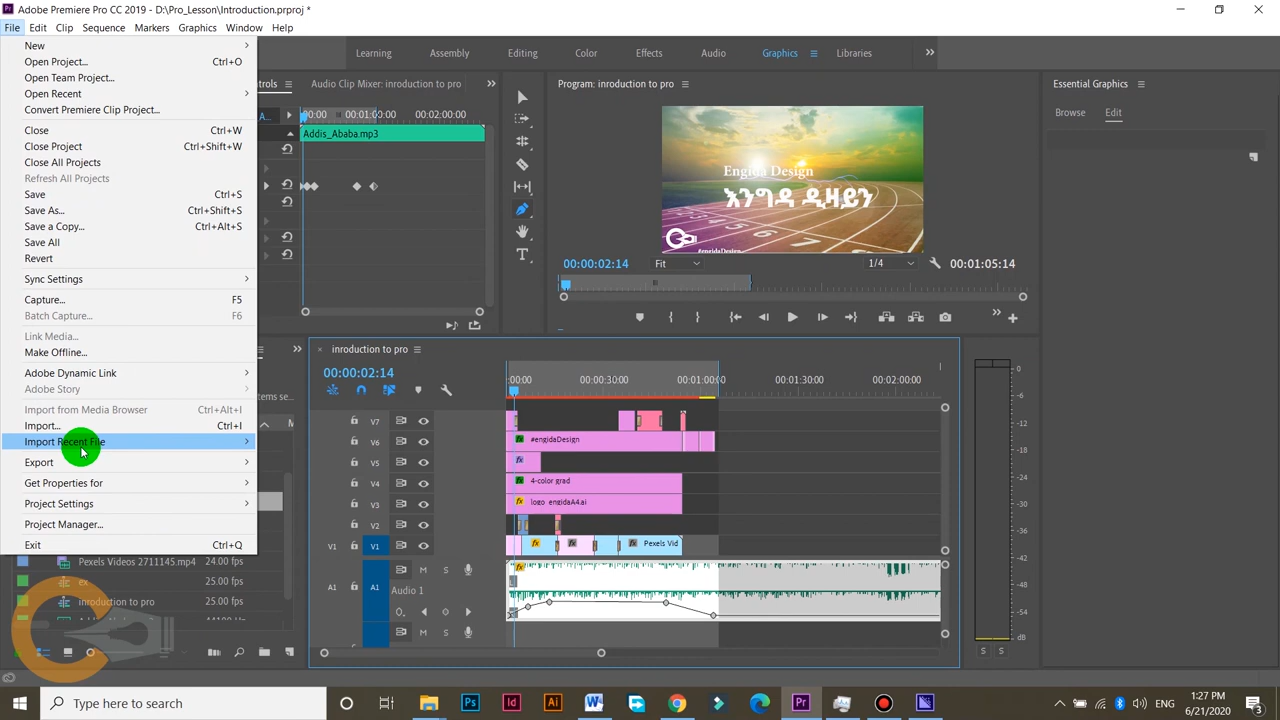 Adobe Premiere Pro CC 2019 - D:\Pro_Lesson\Introduction.prproj *
File Edit Clip Sequence Markers Graphics Window Help
Learning Assembly Editing Color Effects Audio Graphics Libraries
New
Open Project... Ctrl+O
Open Team Project...
Open Recent
Convert Premiere Clip Project...
Close Ctrl+W
Close Project Ctrl+Shift+W
Close All Projects
Refresh All Projects
Save Ctrl+S
Save As... Ctrl+Shift+S
Save a Copy... Ctrl+Alt+S
Save All
Revert
Sync Settings
Capture... F5
Batch Capture... F6
Link Media...
Make Offline...
Adobe Dynamic Link
Adobe Story
Import from Media Browser Ctrl+Alt+I
Import... Ctrl+I
Import Recent File
Export
Get Properties for
Project Settings
Project Manager...
Exit Ctrl+Q
Audio Clip Mixer: inroduction to pro
00:01:00:00 00:02:00:00
Addis_Ababa.mp3
Program: inroduction to pro
Engida Design
እንግዳ ዲዛይን
#engidaDesign
00:00:02:14 Fit 1/4 00:01:05:14
Essential Graphics
Browse Edit
inroduction to pro
00:00:02:14
:00:00 00:00:30:00 00:01:00:00 00:01:30:00 00:02:00:00
V7
V6 #engidaDesign
V5
V4 4-color grad
V3 logo engidaA4.ai
V2
V1 V1 Pexels Vid
A1 A1 M S
Audio 1
M S
0
-6
-12
-18
-24
-30
-36
-42
-48
-54
dB
S S
Pexels Videos 2711145.mp4 24.00 fps
ex 25.00 fps
inroduction to pro 25.00 fps
Type here to search
Ps Id Ai W Pr
ENG
1:27 PM
6/21/2020